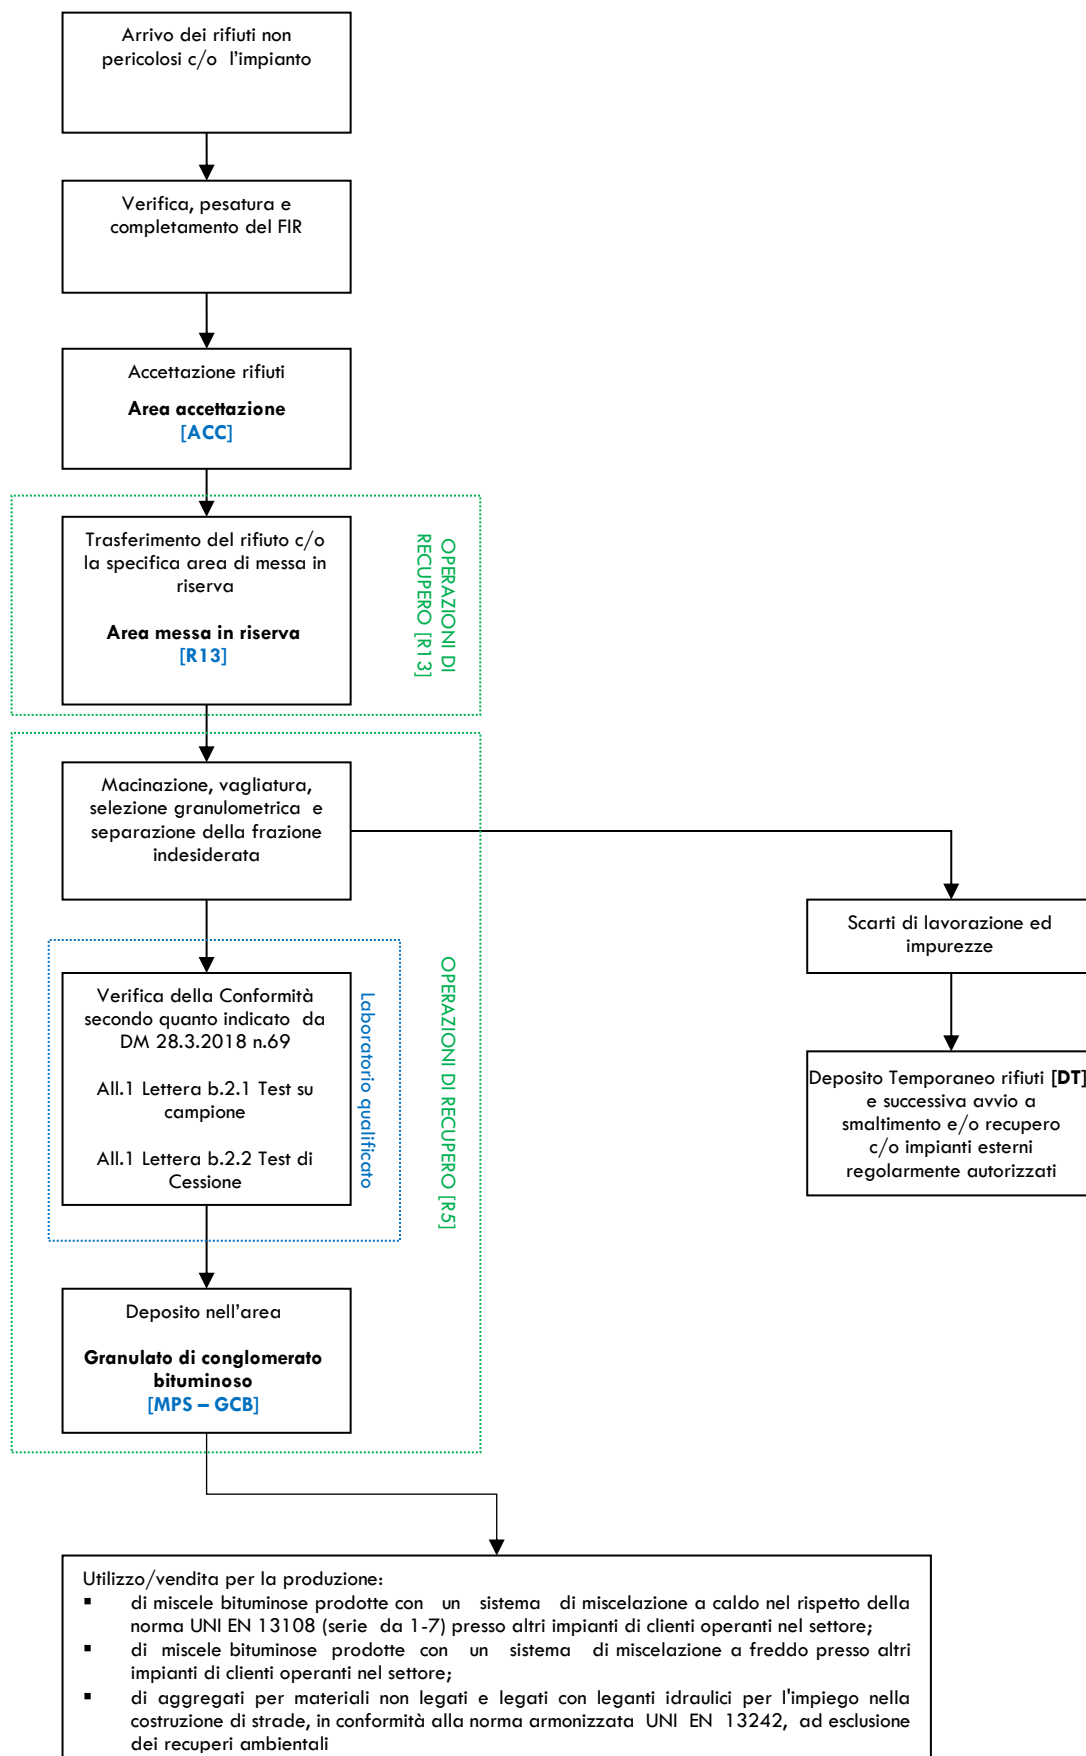 Arrivo dei rifiuti non
pericolosi c/o l'impianto
Verifica, pesatura e
completamento del FIR
Accettazione rifiuti
Area accettazione
[ACC]
Trasferimento del rifiuto c/o
la specifica area di messa in
riserva
Area messa in riserva
[R13]
OPERAZIONI DI
RECUPERO [R13]
Macinazione, vagliatura,
selezione granulometrica e
separazione della frazione
indesiderata
Scarti di lavorazione ed
impurezze
Verifica della Conformità
secondo quanto indicato da
DM 28.3.2018 n.69
All.1 Lettera b.2.1 Test su
campione
All.1 Lettera b.2.2 Test di
Cessione
Laboratorio qualificato
OPERAZIONI DI RECUPERO [R5]
Deposito Temporaneo rifiuti [DT]
e successiva avvio a
smaltimento e/o recupero
c/o impianti esterni
regolarmente autorizzati
Deposito nell'area
Granulato di conglomerato
bituminoso
[MPS – GCB]
Utilizzo/vendita per la produzione:
▪ di miscele bituminose prodotte con un sistema di miscelazione a caldo nel rispetto della
norma UNI EN 13108 (serie da 1-7) presso altri impianti di clienti operanti nel settore;
▪ di miscele bituminose prodotte con un sistema di miscelazione a freddo presso altri
impianti di clienti operanti nel settore;
▪ di aggregati per materiali non legati e legati con leganti idraulici per l'impiego nella
costruzione di strade, in conformità alla norma armonizzata UNI EN 13242, ad esclusione
dei recuperi ambientali